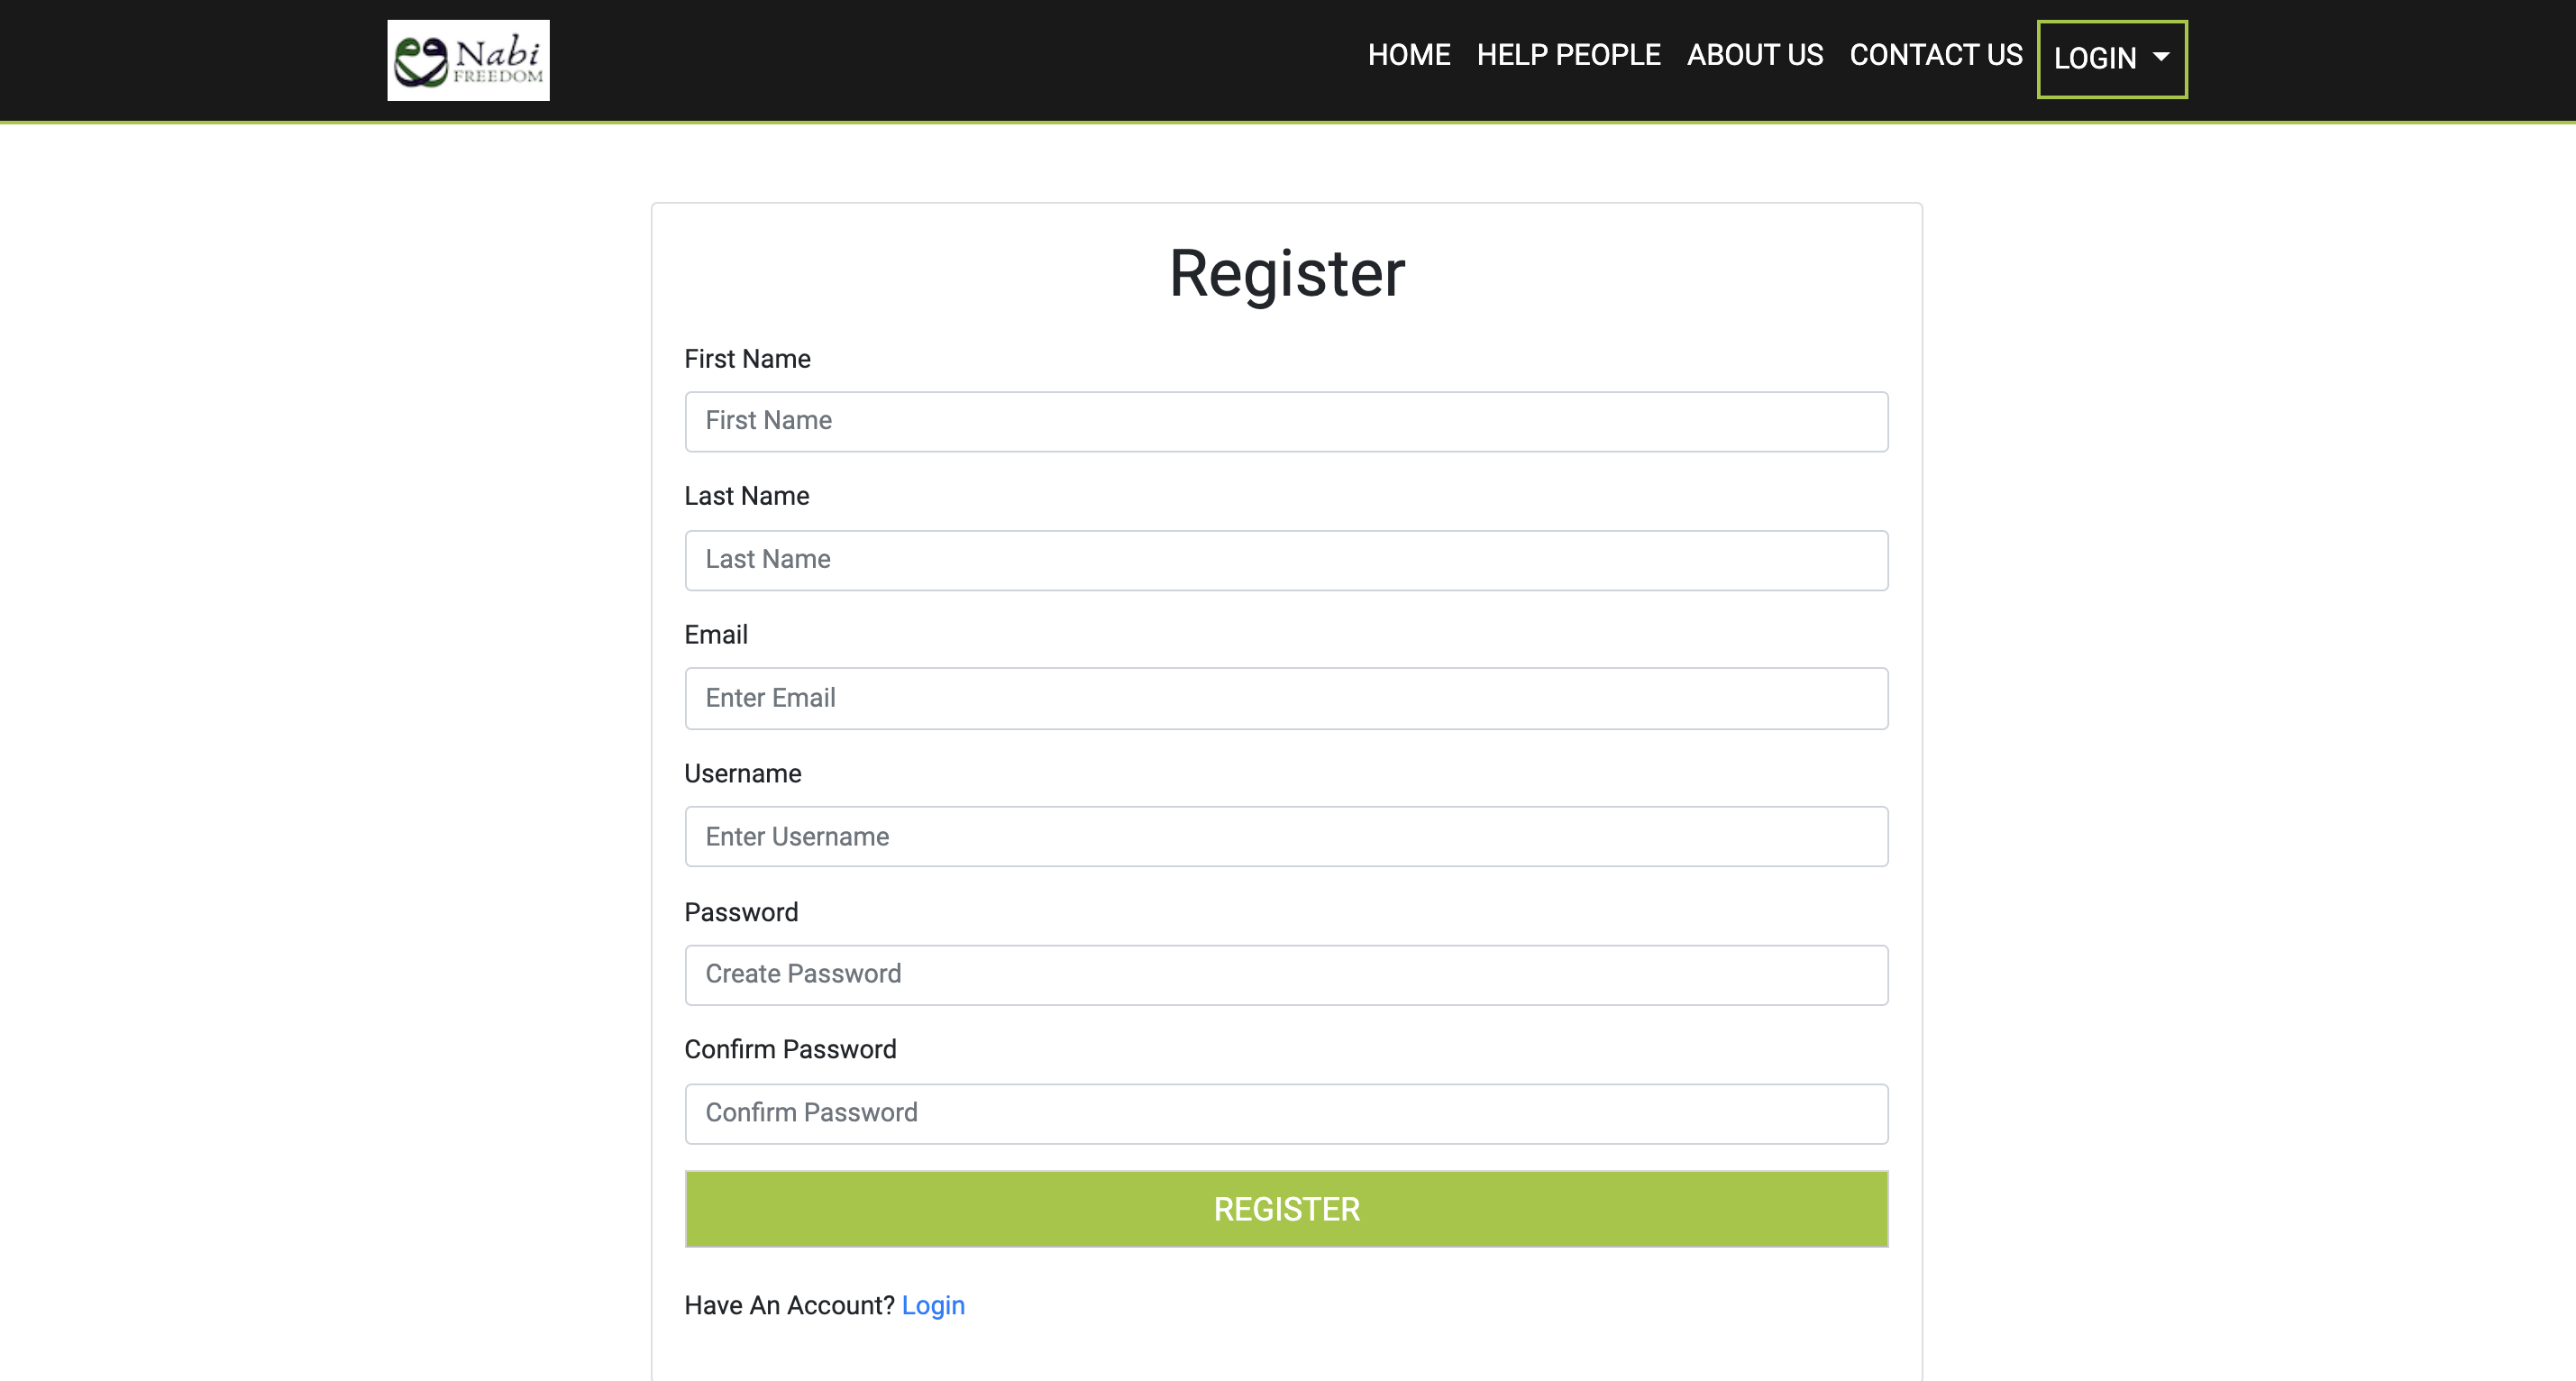 Nabi
FREEDOM
HOME HELP PEOPLE ABOUT US CONTACT US LOGIN
Register
First Name
First Name
Last Name
Last Name
Email
Enter Email
Username
Enter Username
Password
Create Password
Confirm Password
Confirm Password
REGISTER
Have An Account? Login